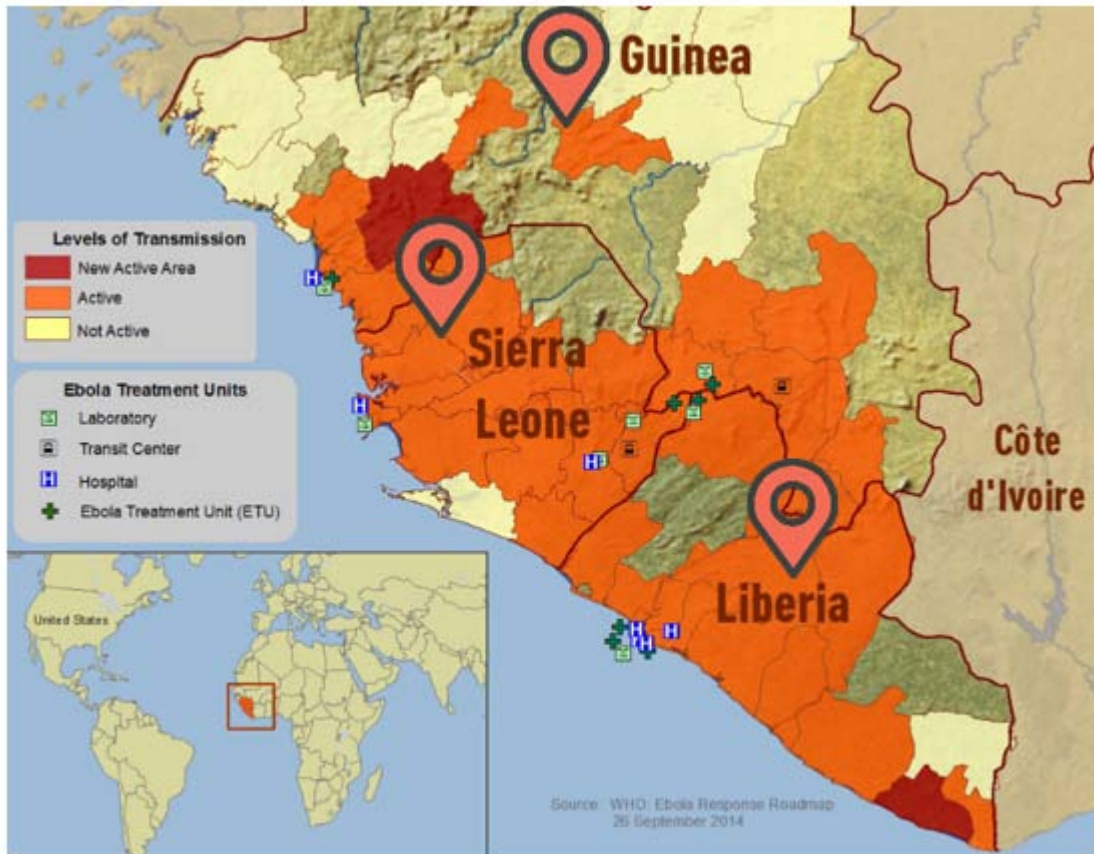 Guinea
Levels of Transmission
New Active Area
Active
Not Active
Sierra
Leone
Ebola Treatment Units
Laboratory
Transit Center
Hospital
Ebola Treatment Unit (ETU)
Côte
d'Ivoire
Liberia
United States
Source: WHO: Ebola Response Roadmap
26 September 2014